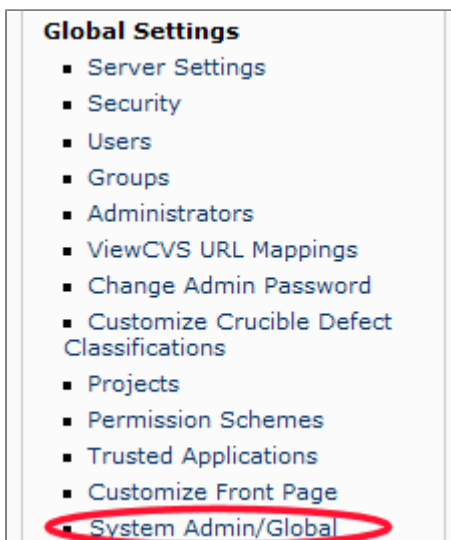 Global Settings
▪ Server Settings
▪ Security
▪ Users
▪ Groups
▪ Administrators
▪ ViewCVS URL Mappings
▪ Change Admin Password
▪ Customize Crucible Defect
Classifications
▪ Projects
▪ Permission Schemes
▪ Trusted Applications
▪ Customize Front Page
▪ System Admin/Global